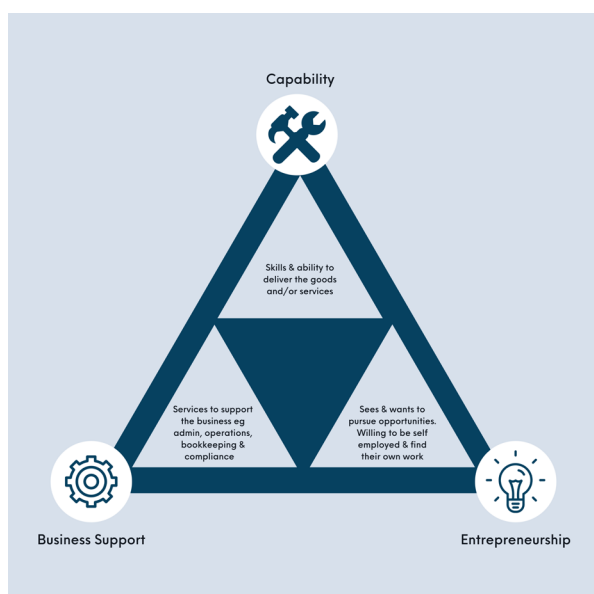 Capability
Skills & ability to
deliver the goods
and/or services
Services to support
the business eg
admin, operations,
bookkeeping &
compliance
Sees & wants to
pursue opportunities.
Willing to be self
employed & find
their own work
Business Support
Entrepreneurship